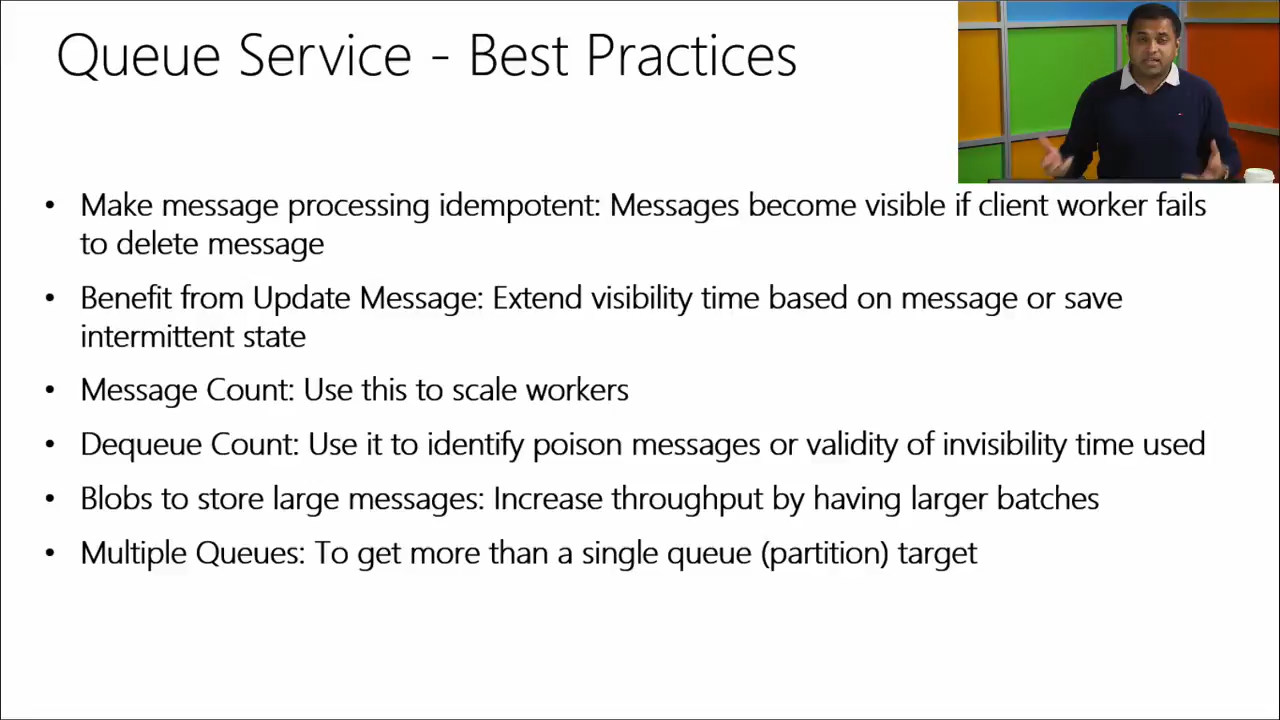 Queue Service - Best Practices
• Make message processing idempotent: Messages become visible if client worker fails
to delete message
• Benefit from Update Message: Extend visibility time based on message or save
intermittent state
• Message Count: Use this to scale workers
• Dequeue Count: Use it to identify poison messages or validity of invisibility time used
• Blobs to store large messages: Increase throughput by having larger batches
• Multiple Queues: To get more than a single queue (partition) target